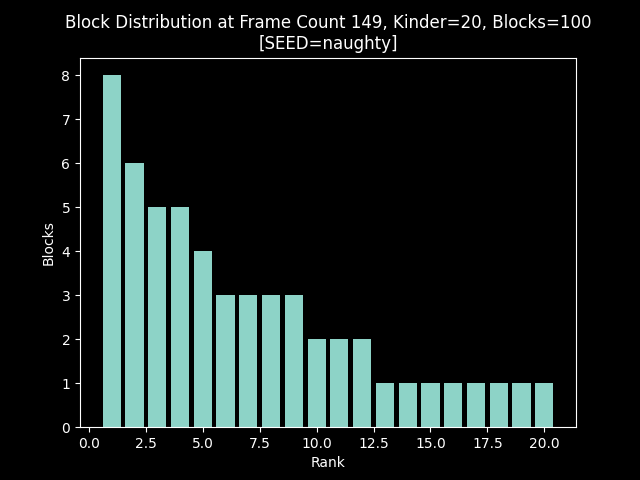 Block Distribution at Frame Count 149, Kinder=20, Blocks=100
[SEED=naughty]
8
7
6
5
4
3
2
1
0
Blocks
0.0 2.5 5.0 7.5 10.0 12.5 15.0 17.5 20.0
Rank